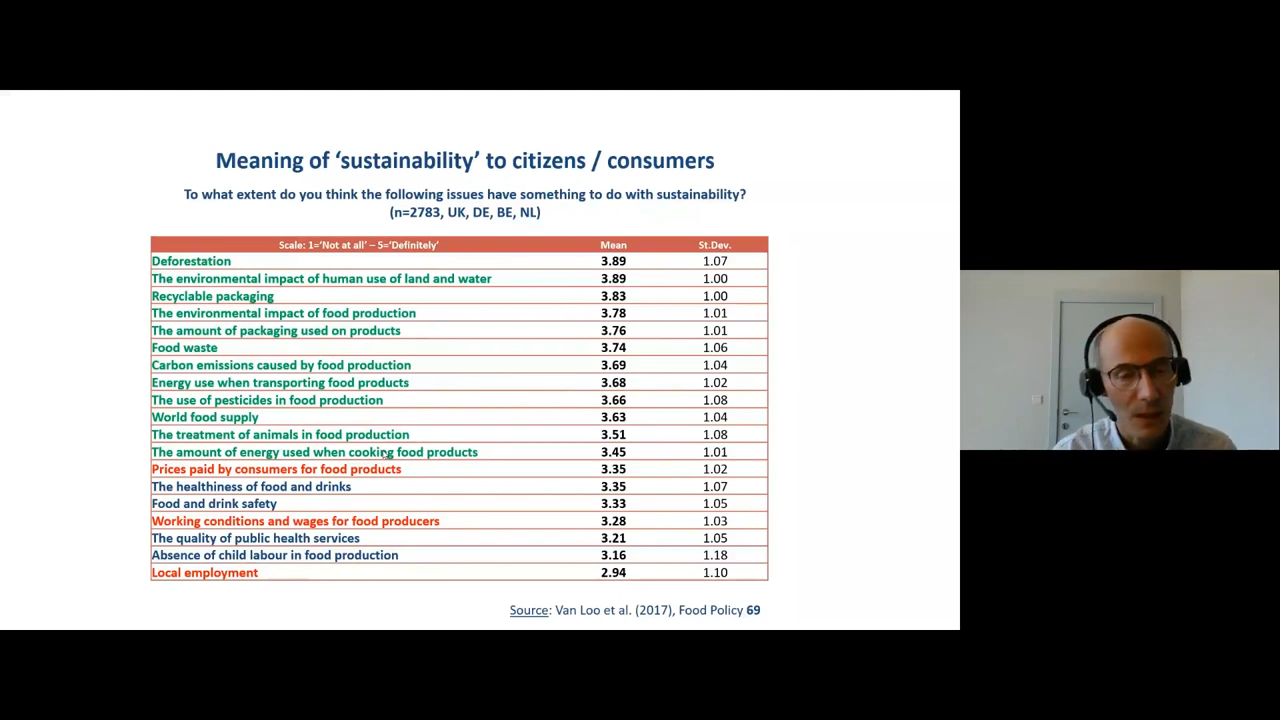 Meaning of ‘sustainability’ to citizens / consumers
To what extent do you think the following issues have something to do with sustainability?
(n=2783, UK, DE, BE, NL)
Scale: 1=‘Not at all’ – 5=‘Definitely’ Mean St.Dev.
Deforestation 3.89 1.07
The environmental impact of human use of land and water 3.89 1.00
Recyclable packaging 3.83 1.00
The environmental impact of food production 3.78 1.01
The amount of packaging used on products 3.76 1.01
Food waste 3.74 1.06
Carbon emissions caused by food production 3.69 1.04
Energy use when transporting food products 3.68 1.02
The use of pesticides in food production 3.66 1.08
World food supply 3.63 1.04
The treatment of animals in food production 3.51 1.08
The amount of energy used when cooking food products 3.45 1.01
Prices paid by consumers for food products 3.35 1.02
The healthiness of food and drinks 3.35 1.07
Food and drink safety 3.33 1.05
Working conditions and wages for food producers 3.28 1.03
The quality of public health services 3.21 1.05
Absence of child labour in food production 3.16 1.18
Local employment 2.94 1.10
Source: Van Loo et al. (2017), Food Policy 69